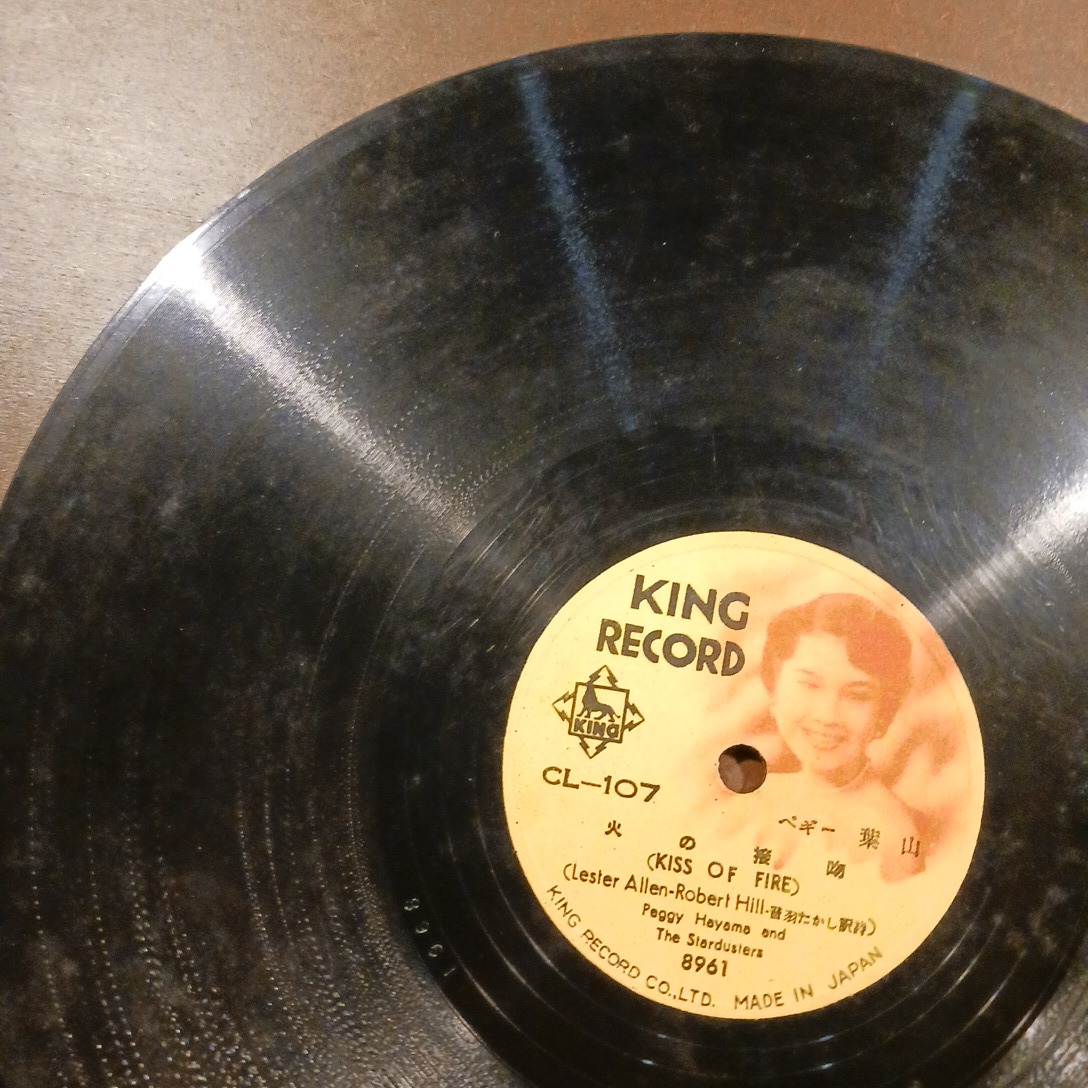 KING
RECORD
KING
CL-107
ペギー 葉山
火の接吻
(KISS OF FIRE)
(Lester Allen-Robert Hill-音羽たかし訳詩)
Peggy Hayama and
The Stardusters
8961
KING RECORD CO.,LTD. MADE IN JAPAN
8961